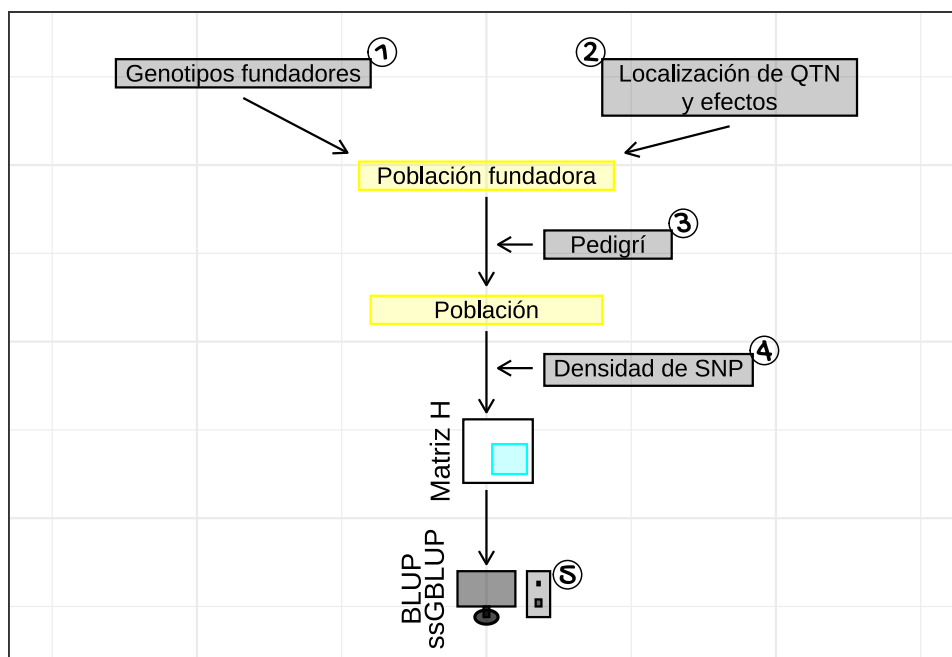 1
2
Genotipos fundadores
Localización de QTN
y efectos
Población fundadora
3
Pedigrí
Población
4
Densidad de SNP
Matriz H
BLUP
ssGBLUP
5